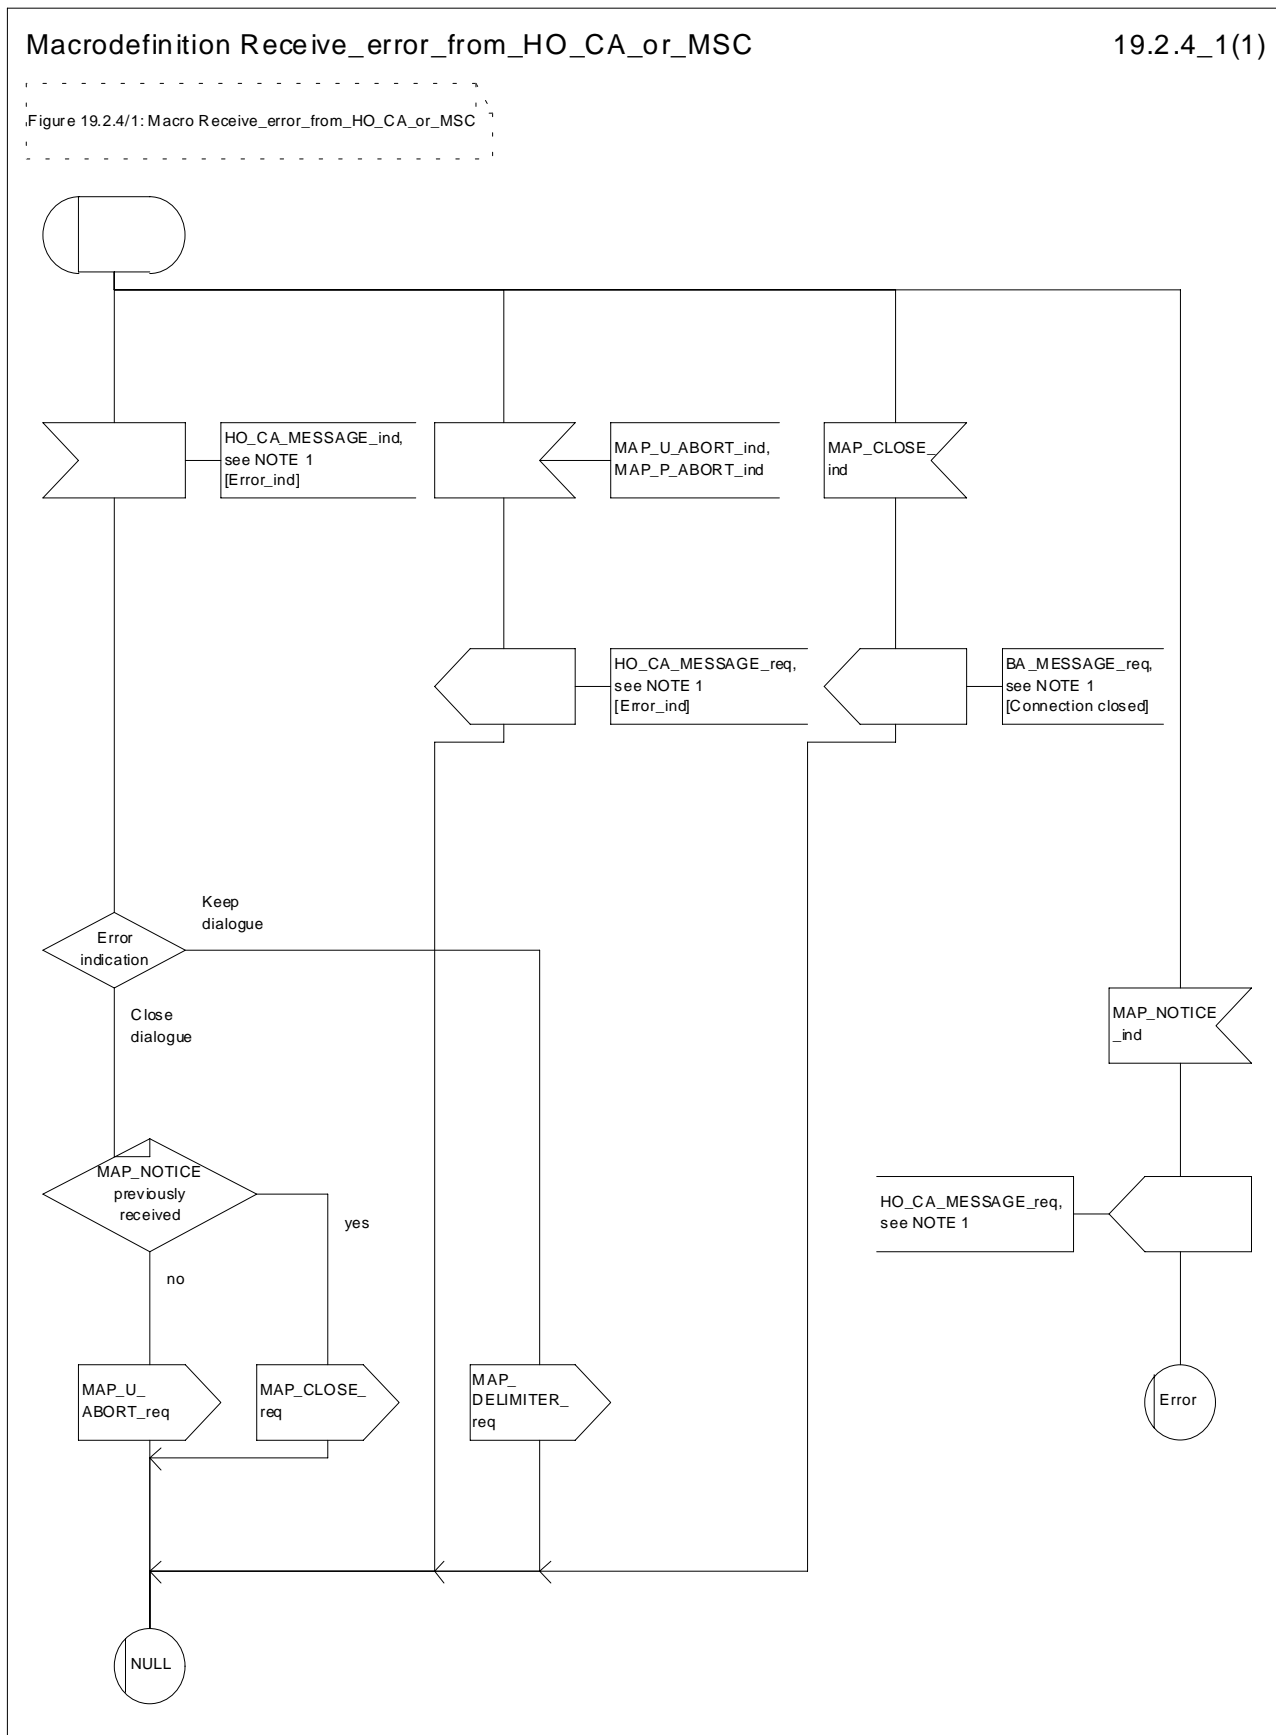 Macrodefinition Receive_error_from_HO_CA_or_MSC
19.2.4_1(1)
Figure 19.2.4/1: Macro Receive_error_from_HO_CA_or_MSC
HO_CA_MESSAGE_ind,
see NOTE 1
[Error_ind]
MAP_U_ABORT_ind,
MAP_P_ABORT_ind
MAP_CLOSE_
ind
HO_CA_MESSAGE_req,
see NOTE 1
[Error_ind]
BA_MESSAGE_req,
see NOTE 1
[Connection closed]
Keep
dialogue
Error
indication
Close
dialogue
MAP_NOTICE
_ind
MAP_NOTICE
previously
received
yes
no
HO_CA_MESSAGE_req,
see NOTE 1
MAP_U_
ABORT_req
MAP_CLOSE_
req
MAP_
DELIMITER_
req
Error
NULL